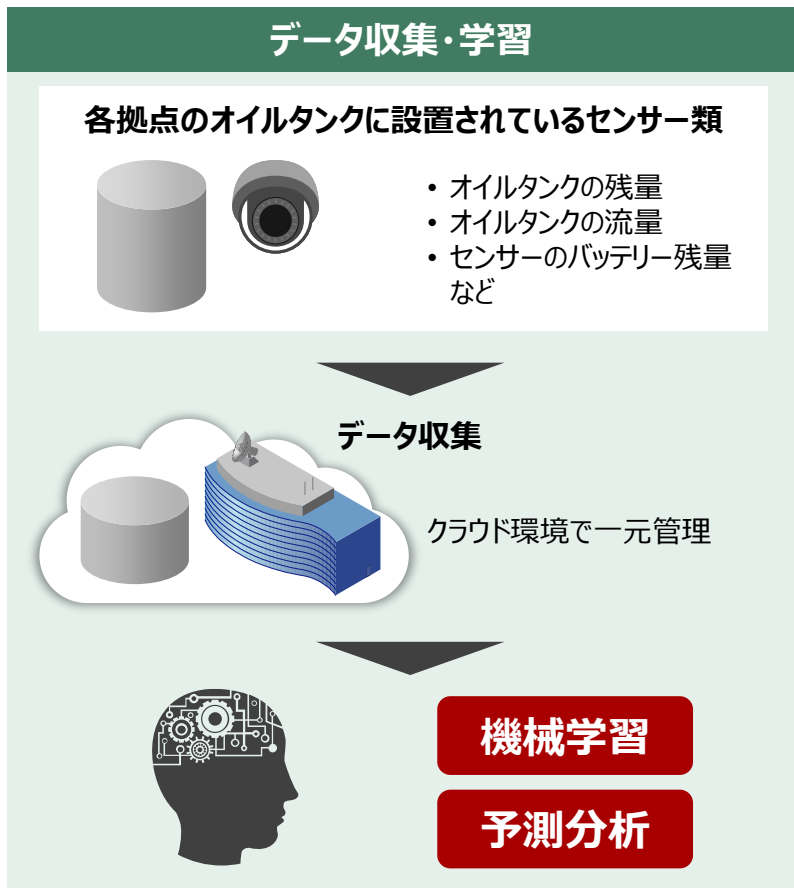 データ収集・学習
各拠点のオイルタンクに設置されているセンサー類
• オイルタンクの残量
• オイルタンクの流量
• センサーのバッテリー残量
など
データ収集
クラウド環境で一元管理
機械学習
予測分析